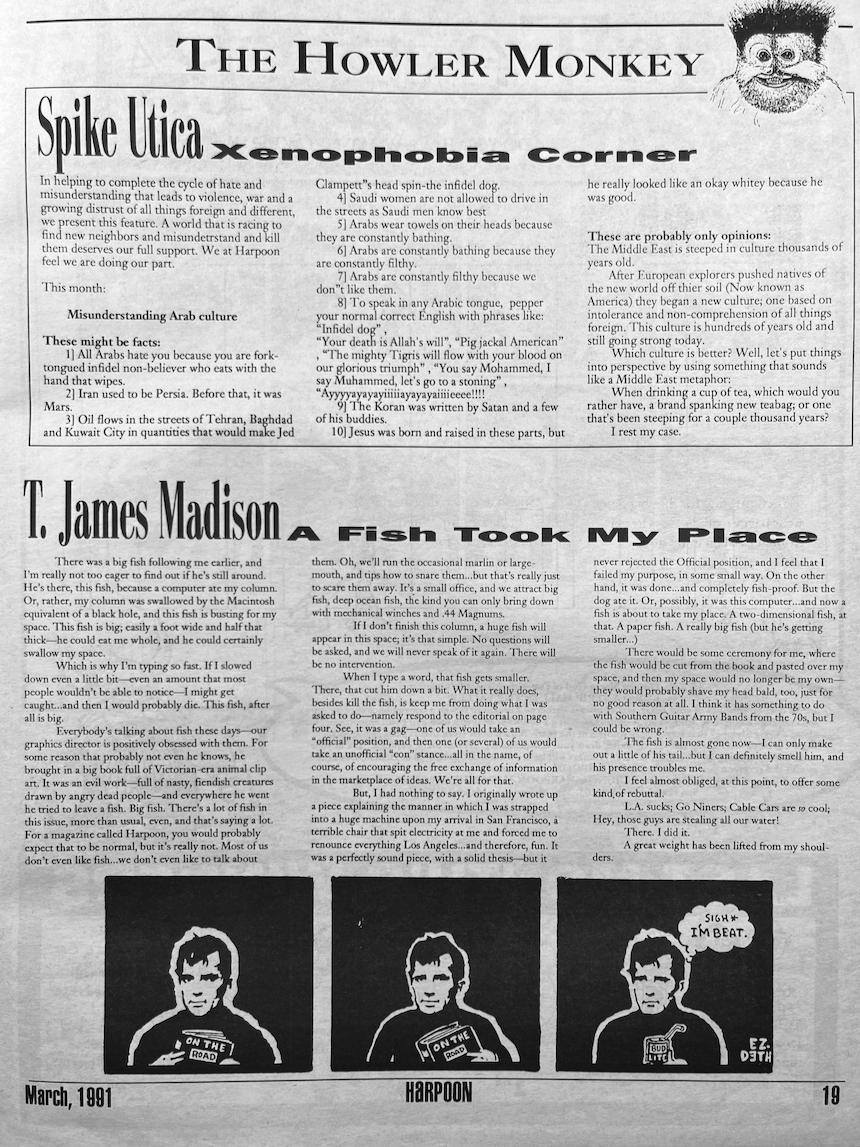 THE HOWLER MONKEY
Spike Utica Xenophobia Corner
In helping to complete the cycle of hate and
misunderstanding that leads to violence, war and a
growing distrust of all things foreign and different,
we present this feature. A world that is racing to
find new neighbors and misundetrstand and kill
them deserves our full support. We at Harpoon
feel we are doing our part.
This month:
Misunderstanding Arab culture
These might be facts:
1] All Arabs hate you because you are fork-
tongued infidel non-believer who eats with the
hand that wipes.
2] Iran used to be Persia. Before that, it was
Mars.
3] Oil flows in the streets of Tehran, Baghdad
and Kuwait City in quantities that would make Jed
Clampett"s head spin-the infidel dog.
4] Saudi women are not allowed to drive in
the streets as Saudi men know best
5] Arabs wear towels on their heads because
they are constantly bathing.
6] Arabs are constantly bathing because they
are constantly filthy.
7] Arabs are constantly filthy because we
don"t like them.
8] To speak in any Arabic tongue, pepper
your normal correct English with phrases like:
"Infidel dog" ,
"Your death is Allah's will", "Pig jackal American"
, "The mighty Tigris will flow with your blood on
our glorious triumph" , "You say Mohammed, I
say Muhammed, let's go to a stoning" ,
"Ayyyyayayayiiiiiayayayaiiiieeee!!!!
9] The Koran was written by Satan and a few
of his buddies.
10] Jesus was born and raised in these parts, but
he really looked like an okay whitey because he
was good.
These are probably only opinions:
The Middle East is steeped in culture thousands of
years old.
After European explorers pushed natives of
the new world off thier soil (Now known as
America) they began a new culture; one based on
intolerance and non-comprehension of all things
foreign. This culture is hundreds of years old and
still going strong today.
Which culture is better? Well, let's put things
into perspective by using something that sounds
like a Middle East metaphor:
When drinking a cup of tea, which would you
rather have, a brand spanking new teabag; or one
that's been steeping for a couple thousand years?
I rest my case.
T. James Madison A Fish Took My Place
There was a big fish following me earlier, and
I'm really not too eager to find out if he's still around.
He's there, this fish, because a computer ate my column.
Or, rather, my column was swallowed by the Macintosh
equivalent of a black hole, and this fish is busting for my
space. This fish is big; easily a foot wide and half that
thick—he could eat me whole, and he could certainly
swallow my space.
Which is why I'm typing so fast. If I slowed
down even a little bit—even an amount that most
people wouldn't be able to notice—I might get
caught...and then I would probably die. This fish, after
all is big.
Everybody's talking about fish these days—our
graphics director is positively obsessed with them. For
some reason that probably not even he knows, he
brought in a big book full of Victorian-era animal clip
art. It was an evil work—full of nasty, fiendish creatures
drawn by angry dead people—and everywhere he went
he tried to leave a fish. Big fish. There's a lot of fish in
this issue, more than usual, even, and that's saying a lot.
For a magazine called Harpoon, you would probably
expect that to be normal, but it's really not. Most of us
don't even like fish...we don't even like to talk about
them. Oh, we'll run the occasional marlin or large-
mouth, and tips how to snare them...but that's really just
to scare them away. It's a small office, and we attract big
fish, deep ocean fish, the kind you can only bring down
with mechanical winches and .44 Magnums.
If I don't finish this column, a huge fish will
appear in this space; it's that simple. No questions will
be asked, and we will never speak of it again. There will
be no intervention.
When I type a word, that fish gets smaller.
There, that cut him down a bit. What it really does,
besides kill the fish, is keep me from doing what I was
asked to do—namely respond to the editorial on page
four. See, it was a gag—one of us would take an
"official" position, and then one (or several) of us would
take an unofficial "con" stance...all in the name, of
course, of encouraging the free exchange of information
in the marketplace of ideas. We're all for that.
But, I had nothing to say. I originally wrote up
a piece explaining the manner in which I was strapped
into a huge machine upon my arrival in San Francisco, a
terrible chair that spit electricity at me and forced me to
renounce everything Los Angeles...and therefore, fun. It
was a perfectly sound piece, with a solid thesis—but it
never rejected the Official position, and I feel that I
failed my purpose, in some small way. On the other
hand, it was done...and completely fish-proof. But the
dog ate it. Or, possibly, it was this computer...and now a
fish is about to take my place. A two-dimensional fish, at
that. A paper fish. A really big fish (but he's getting
smaller...)
There would be some ceremony for me, where
the fish would be cut from the book and pasted over my
space, and then my space would no longer be my own—
they would probably shave my head bald, too, just for
no good reason at all. I think it has something to do
with Southern Guitar Army Bands from the 70s, but I
could be wrong.
The fish is almost gone now—I can only make
out a little of his tail...but I can definitely smell him, and
his presence troubles me.
I feel almost obliged, at this point, to offer some
kind of rebuttal.
L.A. sucks; Go Niners; Cable Cars are so cool;
Hey, those guys are stealing all our water!
There. I did it.
A great weight has been lifted from my shoul-
ders.
ON THE
ROAD
ON THE
ROAD
SIGH*
I'M BEAT.
BUD
LITE
EZ.
D3TH
March, 1991 HARPOON 19